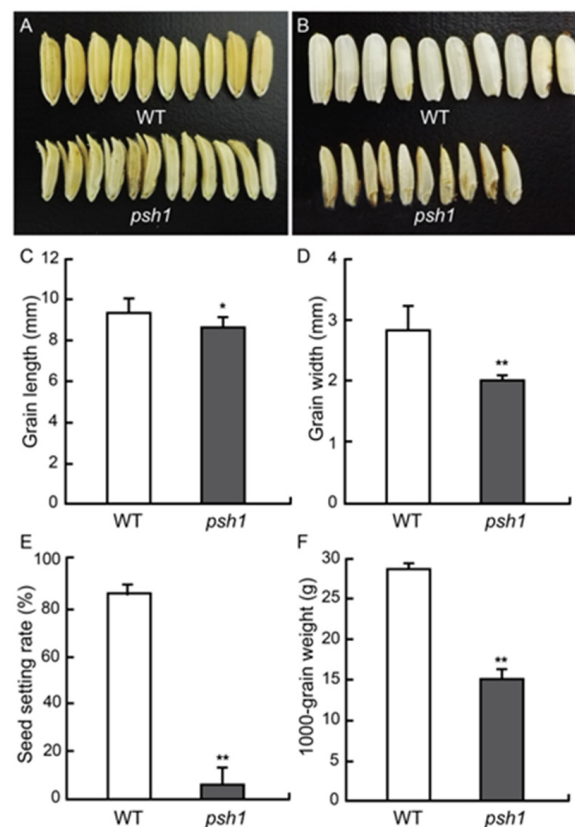 A
WT
psh1
B
WT
psh1
C
Grain length (mm)
12
10
8
6
4
2
0
*
WT
psh1
D
Grain width (mm)
4
3
2
1
0
**
WT
psh1
E
Seed setting rate (%)
100
80
60
40
20
0
**
WT
psh1
F
1000-grain weight (g)
30
25
20
15
10
5
0
**
WT
psh1